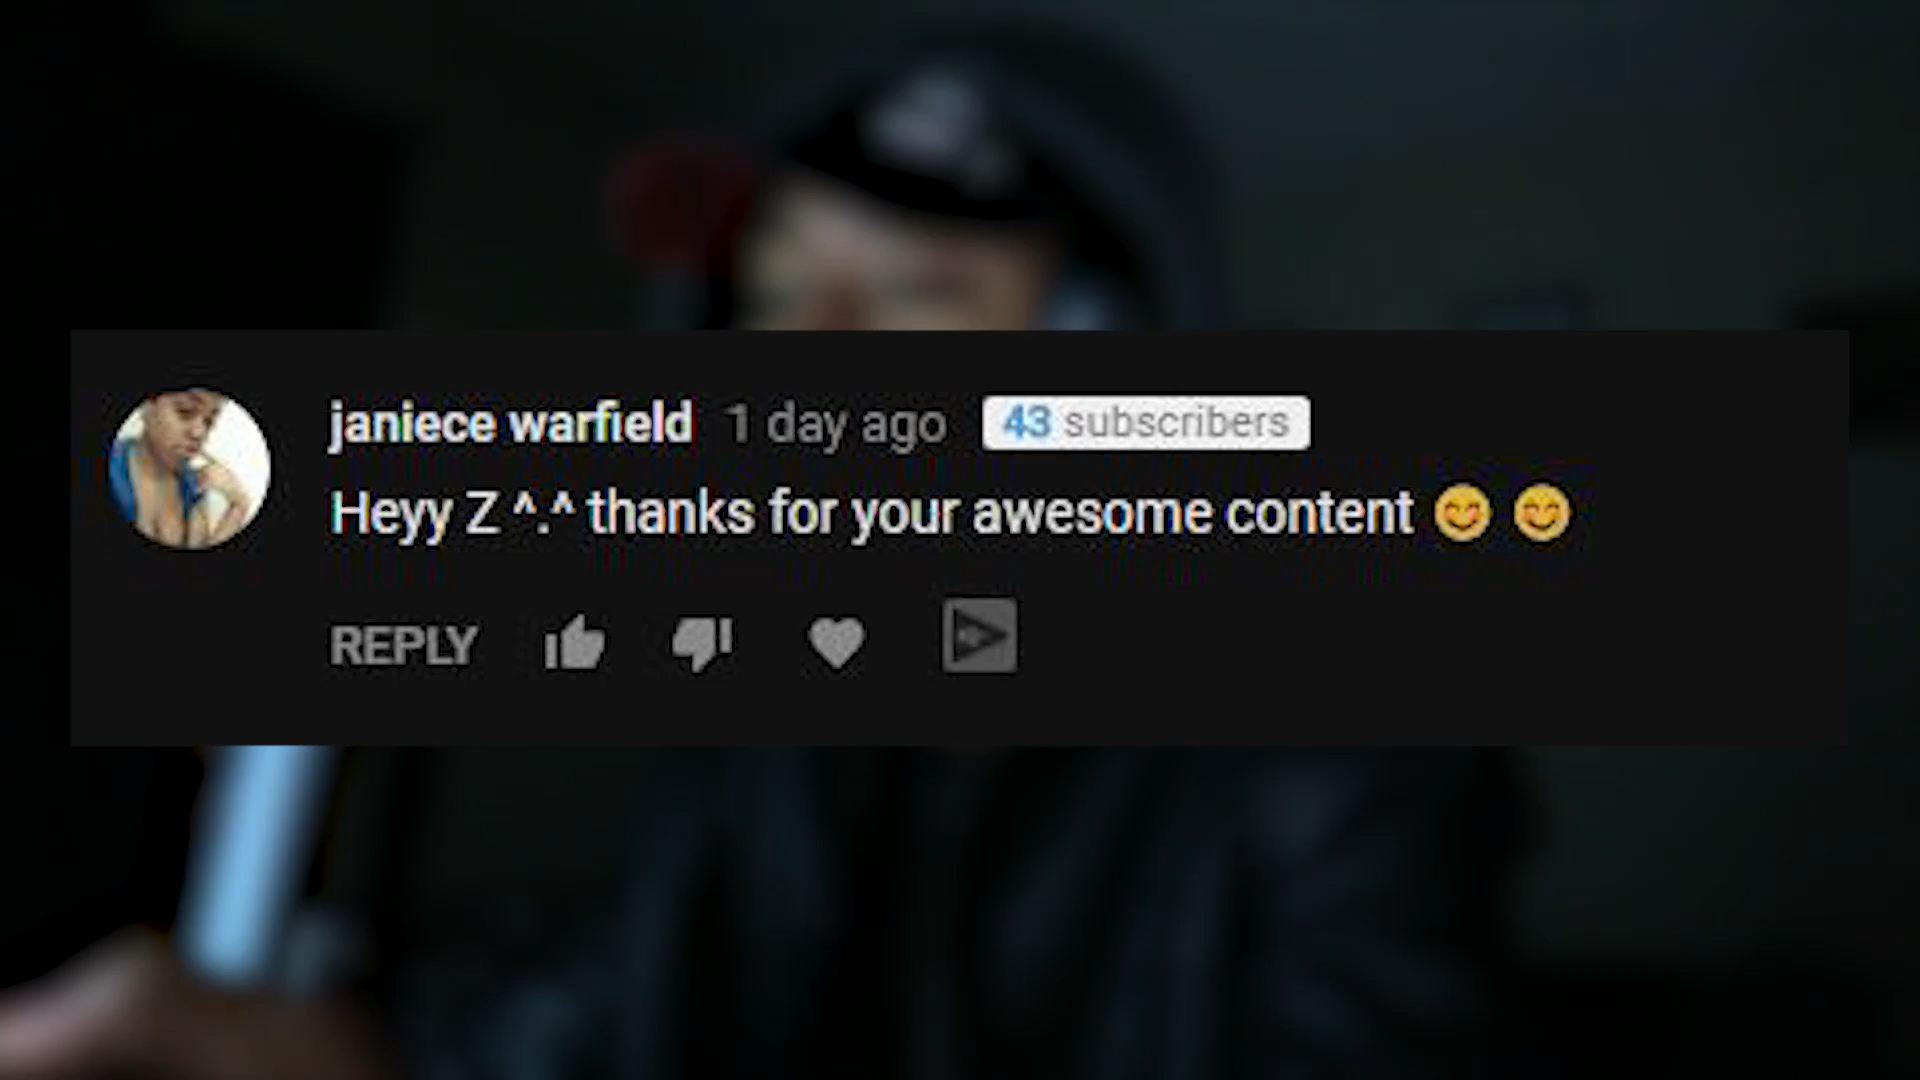 janiece warfield 1 day ago 43 subscribers
Heyy Z ^.^ thanks for your awesome content 😊 😊
REPLY